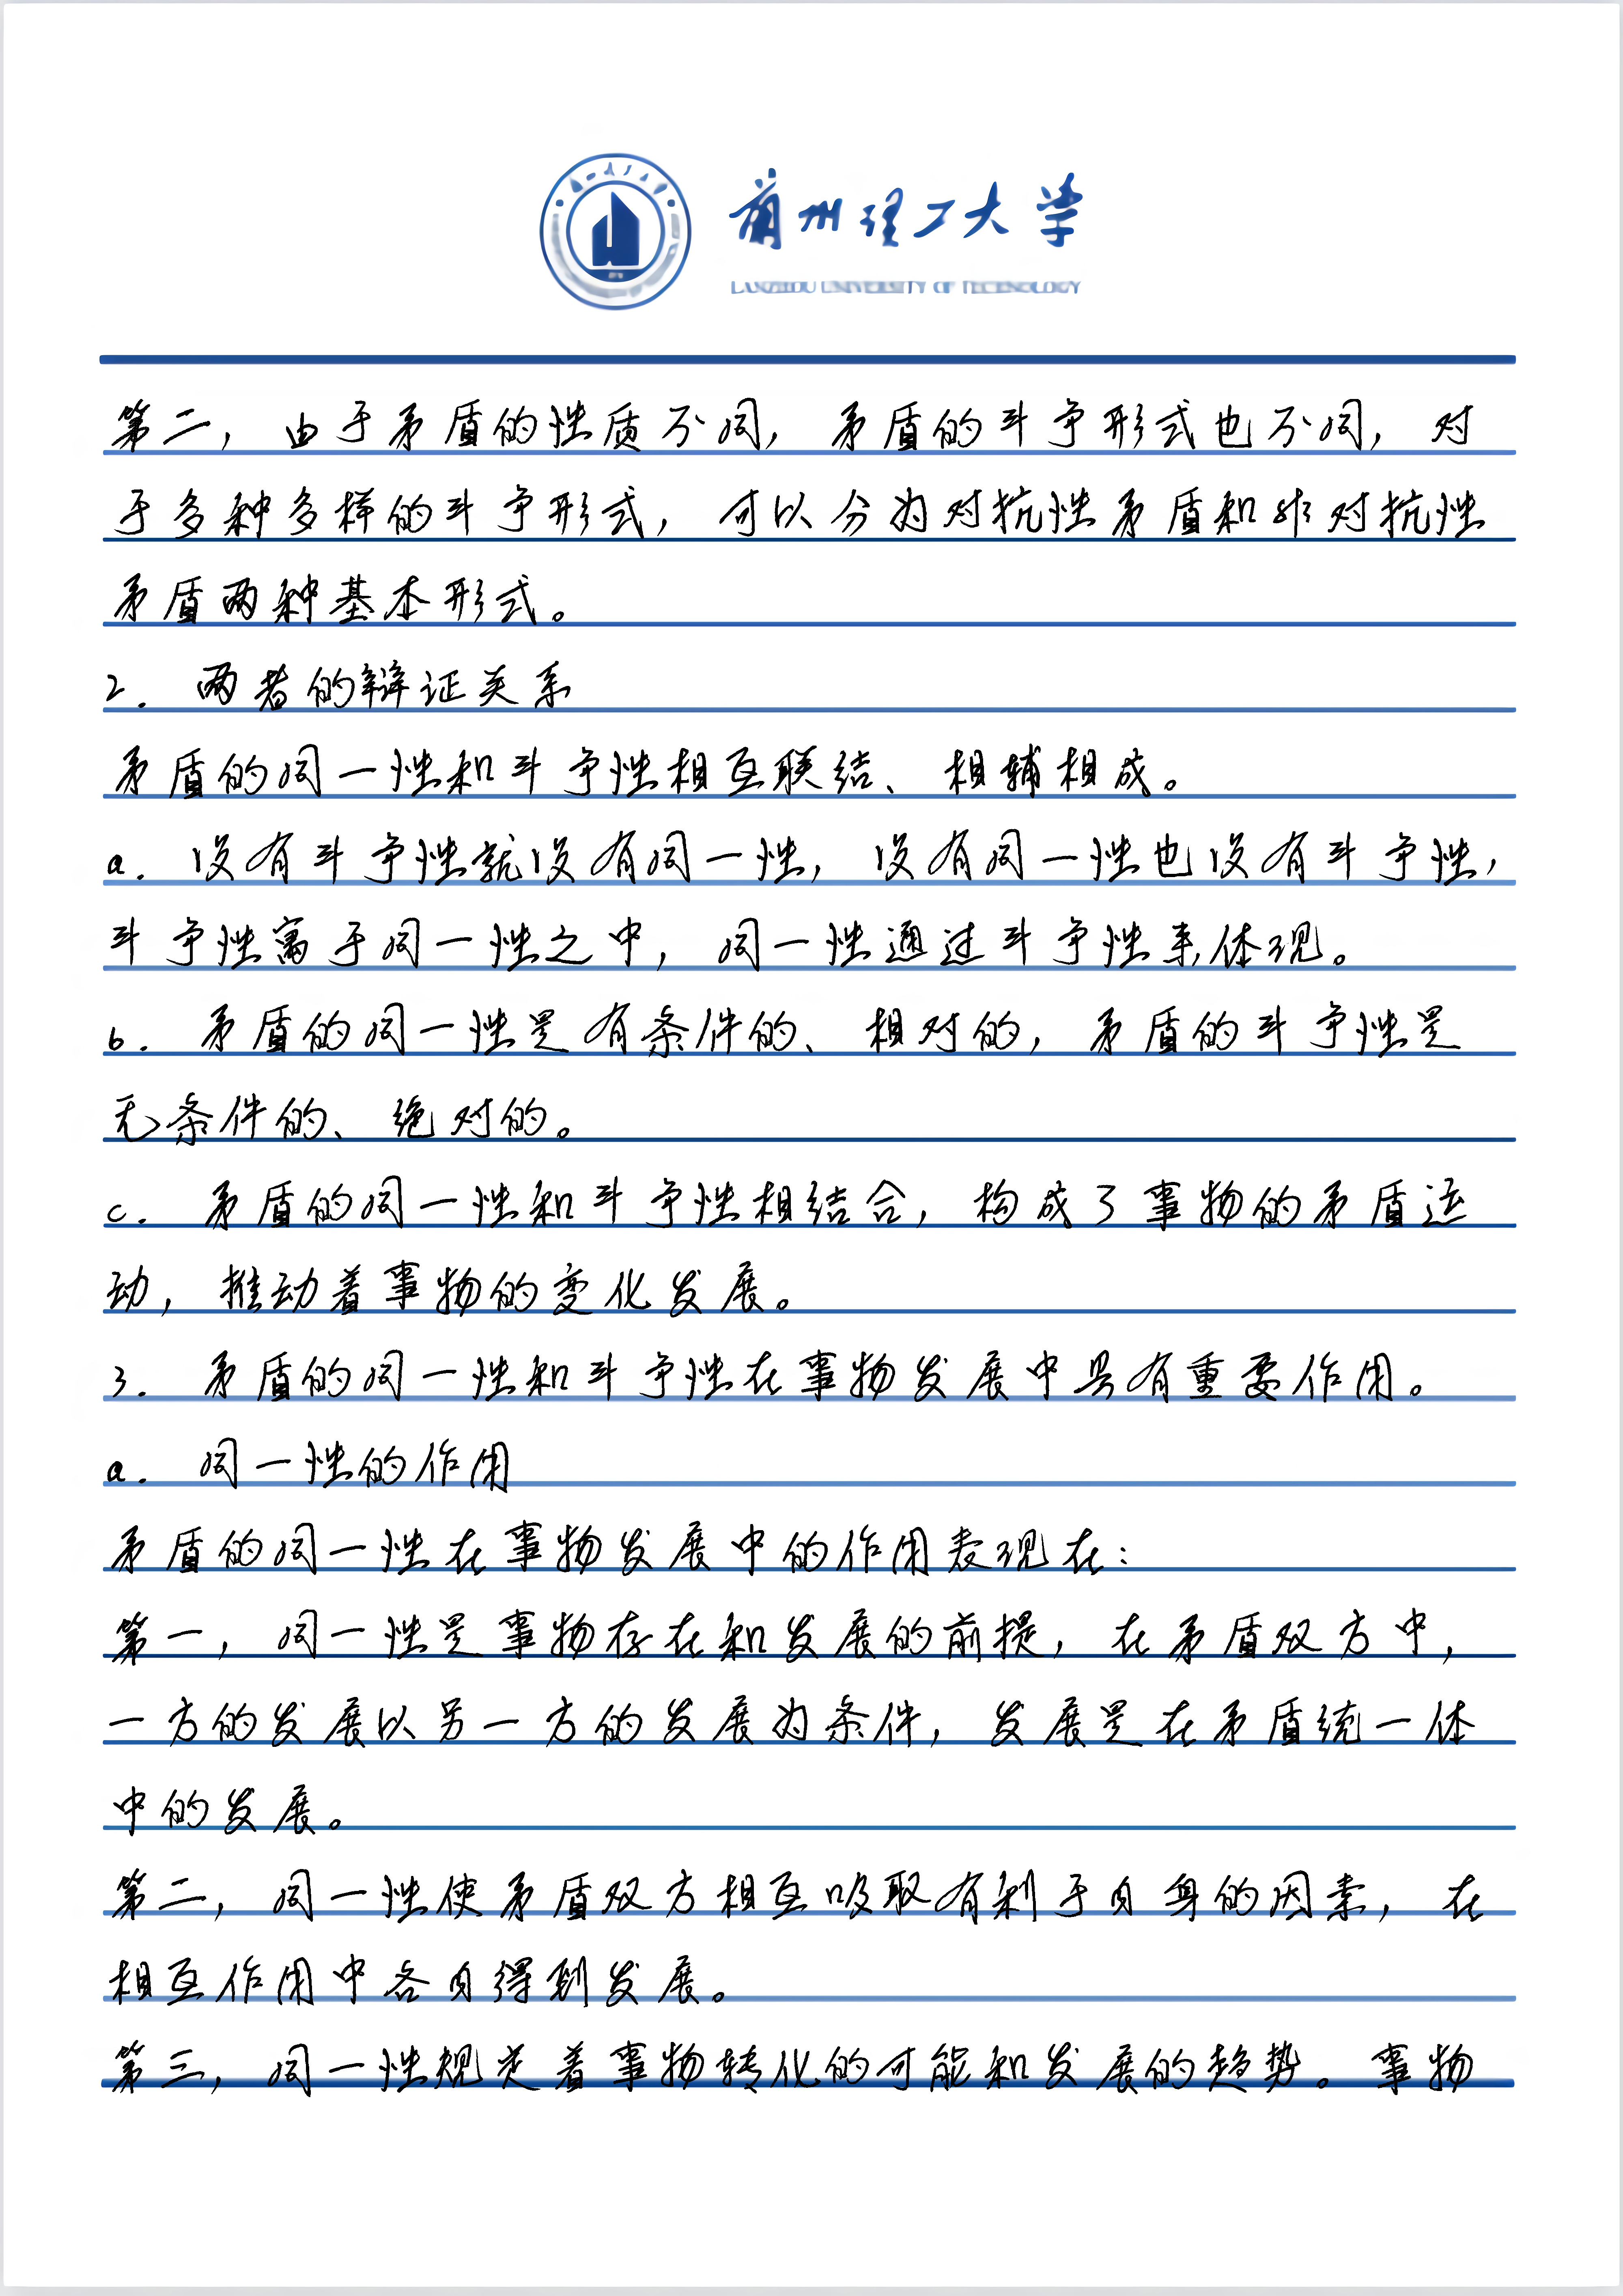 兰州理工大学
LANZHOU UNIVERSITY OF TECHNOLOGY
第二，由于矛盾的性质不同，矛盾的斗争形式也不同，对
于多种多样的斗争形式，可以分为对抗性矛盾和非对抗性
矛盾两种基本形式。
2. 两者的辩证关系
矛盾的同一性和斗争性相互联结、相辅相成。
a. 没有斗争性就没有同一性，没有同一性也没有斗争性，
斗争性寓于同一性之中，同一性通过斗争性来体现。
b. 矛盾的同一性是有条件的、相对的，矛盾的斗争性是
无条件的、绝对的。
c. 矛盾的同一性和斗争性相结合，构成了事物的矛盾运
动，推动着事物的变化发展。
3. 矛盾的同一性和斗争性在事物发展中具有重要作用。
a. 同一性的作用
矛盾的同一性在事物发展中的作用表现在：
第一，同一性是事物存在和发展的前提，在矛盾双方中，
一方的发展以另一方的发展为条件，发展是在矛盾统一体
中的发展。
第二，同一性使矛盾双方相互吸取有利于自身的因素，在
相互作用中各自得到发展。
第三，同一性规定着事物转化的可能和发展的趋势。事物